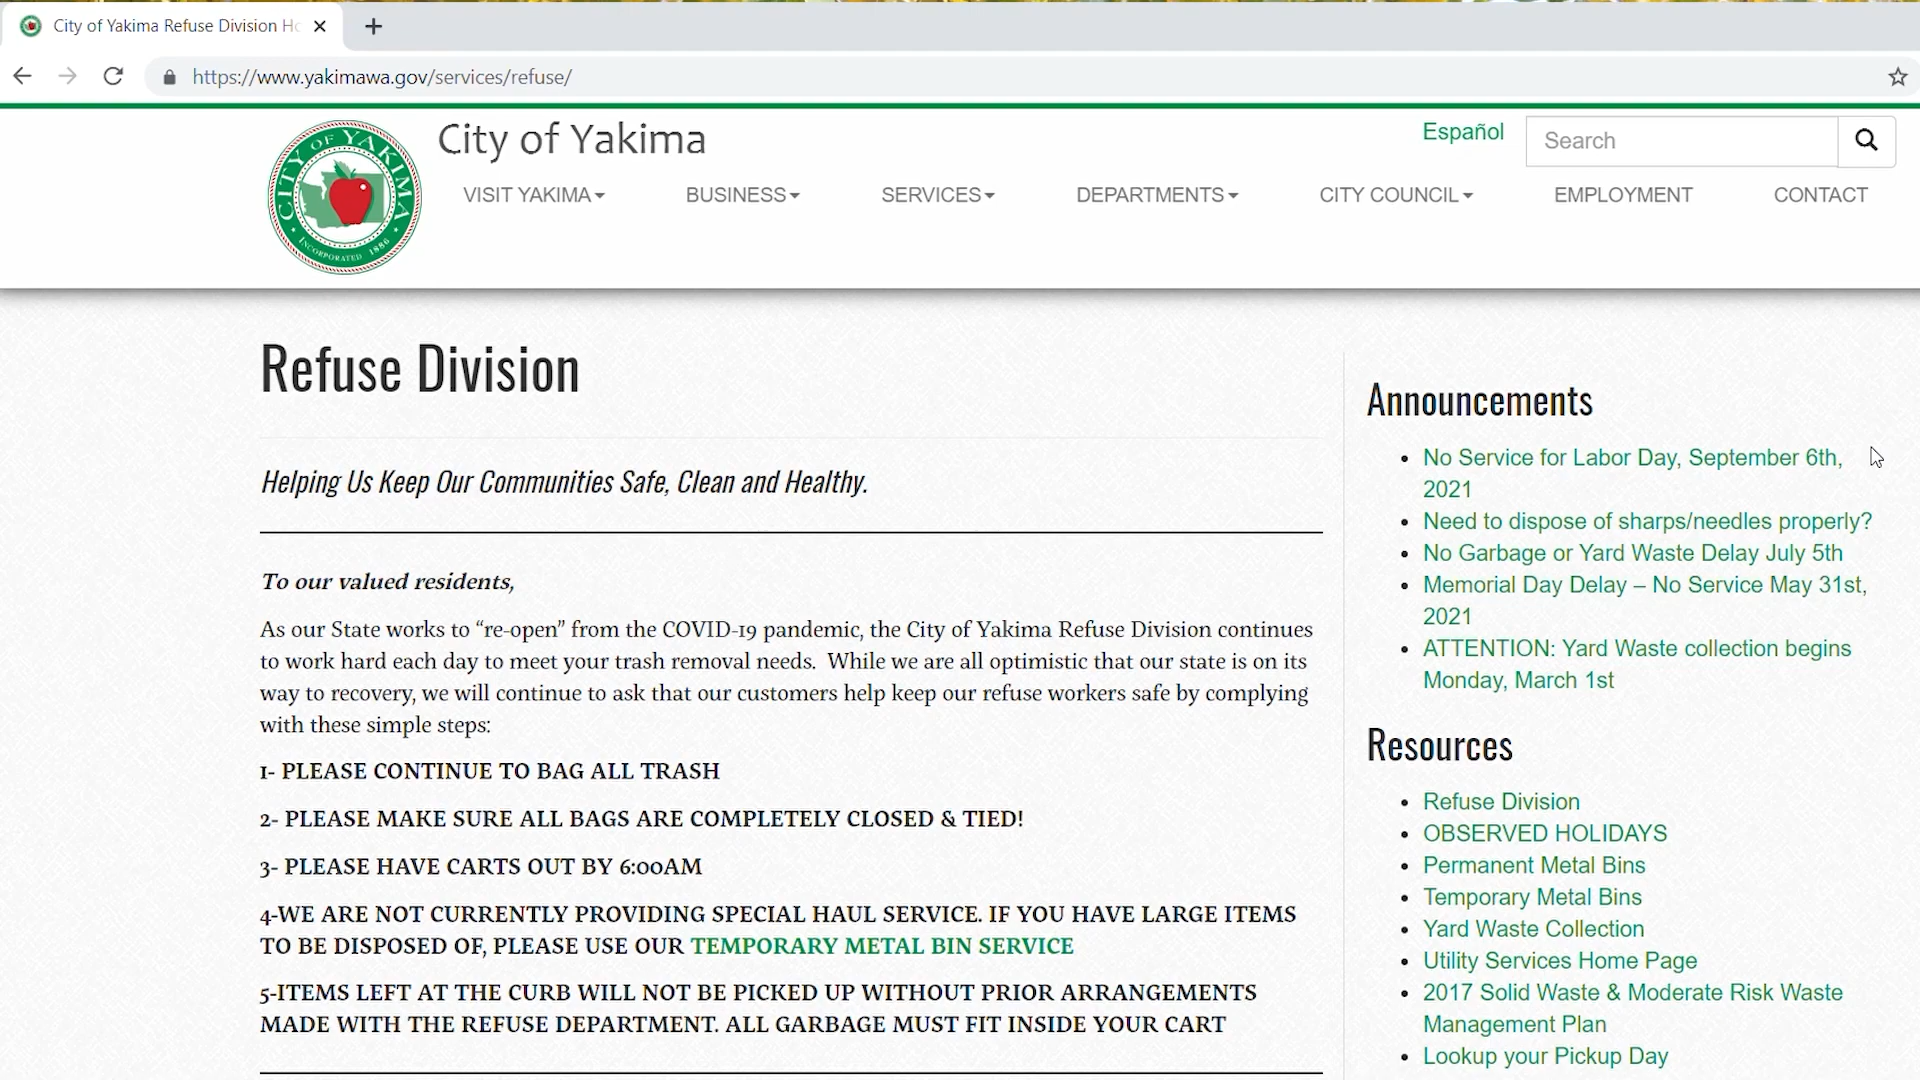 City of Yakima Refuse Division Ho
https://www.yakimawa.gov/services/refuse/
CITY OF YAKIMA
INCORPORATED 1886
City of Yakima
Español
Search
VISIT YAKIMA
BUSINESS
SERVICES
DEPARTMENTS
CITY COUNCIL
EMPLOYMENT
CONTACT
Refuse Division
Helping Us Keep Our Communities Safe, Clean and Healthy.
To our valued residents,
As our State works to “re-open” from the COVID-19 pandemic, the City of Yakima Refuse Division continues
to work hard each day to meet your trash removal needs.  While we are all optimistic that our state is on its
way to recovery, we will continue to ask that our customers help keep our refuse workers safe by complying
with these simple steps:
1- PLEASE CONTINUE TO BAG ALL TRASH
2- PLEASE MAKE SURE ALL BAGS ARE COMPLETELY CLOSED & TIED!
3- PLEASE HAVE CARTS OUT BY 6:00AM
4-WE ARE NOT CURRENTLY PROVIDING SPECIAL HAUL SERVICE. IF YOU HAVE LARGE ITEMS
TO BE DISPOSED OF, PLEASE USE OUR TEMPORARY METAL BIN SERVICE
5-ITEMS LEFT AT THE CURB WILL NOT BE PICKED UP WITHOUT PRIOR ARRANGEMENTS
MADE WITH THE REFUSE DEPARTMENT. ALL GARBAGE MUST FIT INSIDE YOUR CART
Announcements
No Service for Labor Day, September 6th,
2021
Need to dispose of sharps/needles properly?
No Garbage or Yard Waste Delay July 5th
Memorial Day Delay – No Service May 31st,
2021
ATTENTION: Yard Waste collection begins
Monday, March 1st
Resources
Refuse Division
OBSERVED HOLIDAYS
Permanent Metal Bins
Temporary Metal Bins
Yard Waste Collection
Utility Services Home Page
2017 Solid Waste & Moderate Risk Waste
Management Plan
Lookup your Pickup Day